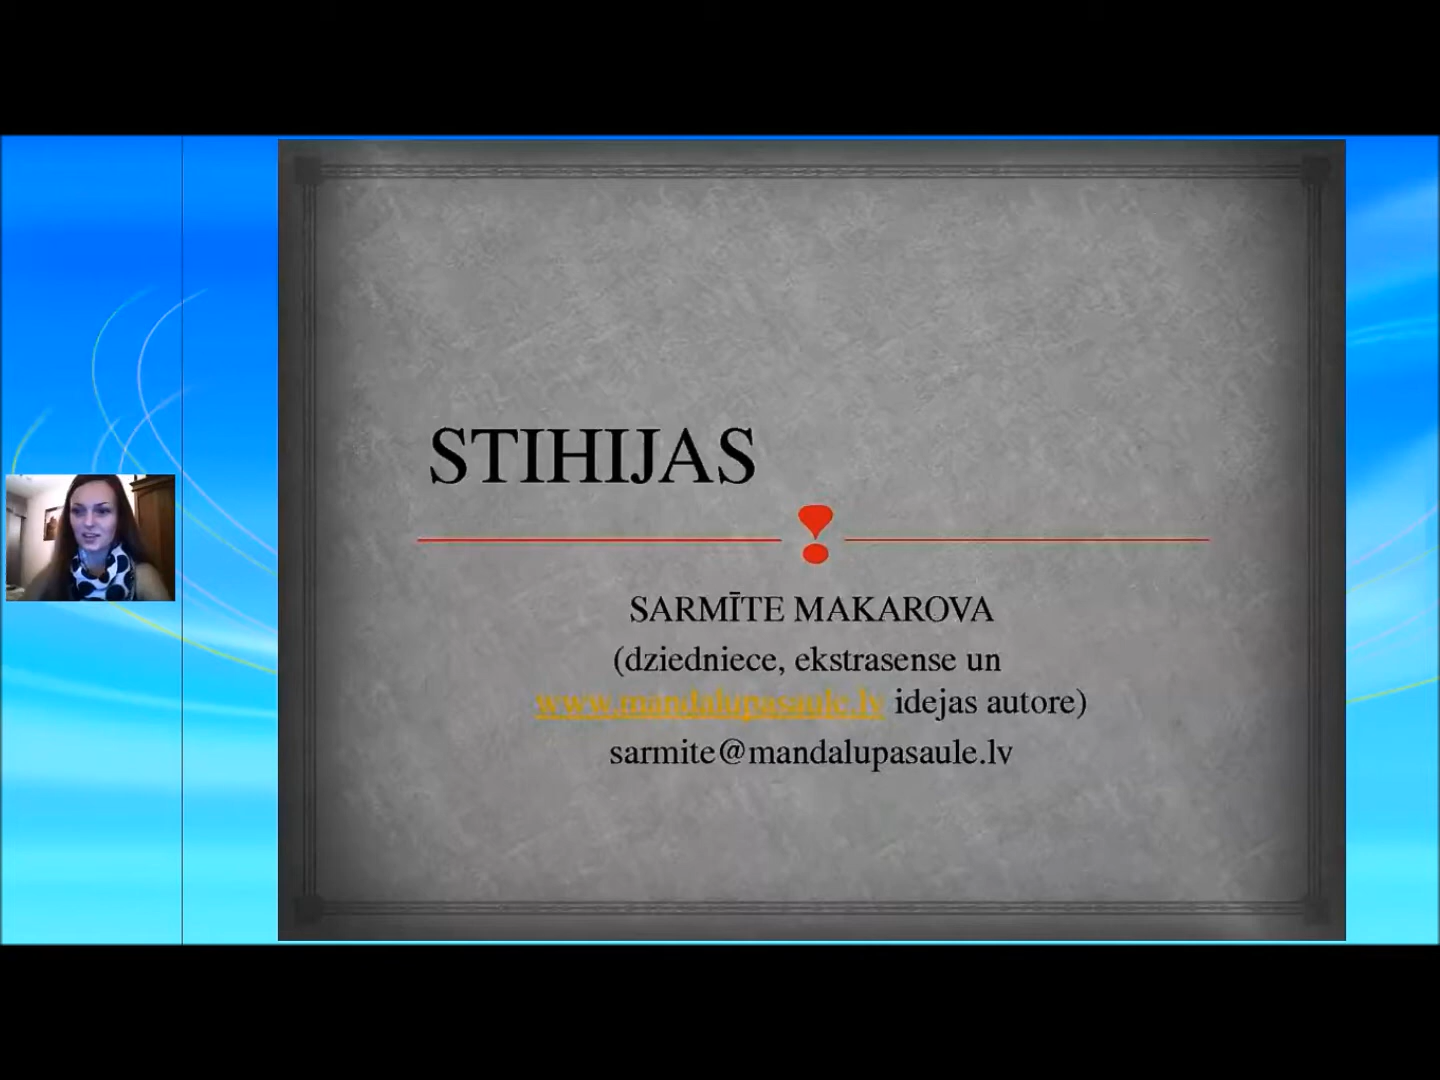 STIHIJAS
SARMĪTE MAKAROVA
(dziedniece, ekstrasense un
www.mandalupasaule.lv idejas autore)
sarmite@mandalupasaule.lv